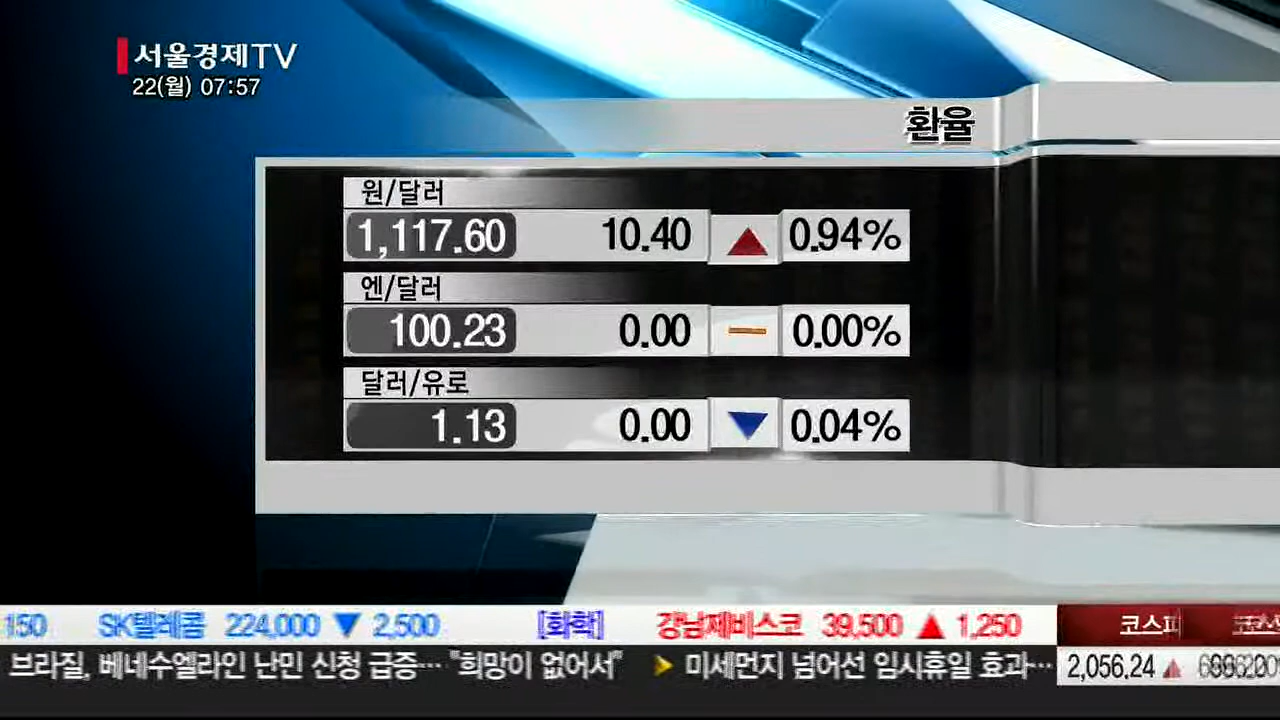 서울경제TV
22(월) 07:57
환율
원/달러
1,117.60 10.40 ▲ 0.94%
엔/달러
100.23 0.00 - 0.00%
달러/유로
1.13 0.00 ▼ 0.04%
150 SK텔레콤 224,000 ▼ 2,500 [화학] 강남제비스코 39,500 ▲ 1,250 코스피
브라질, 베네수엘라인 난민 신청 급증… "희망이 없어서" 미세먼지 넘어선 임시휴일 효과… 2,056.24 ▲